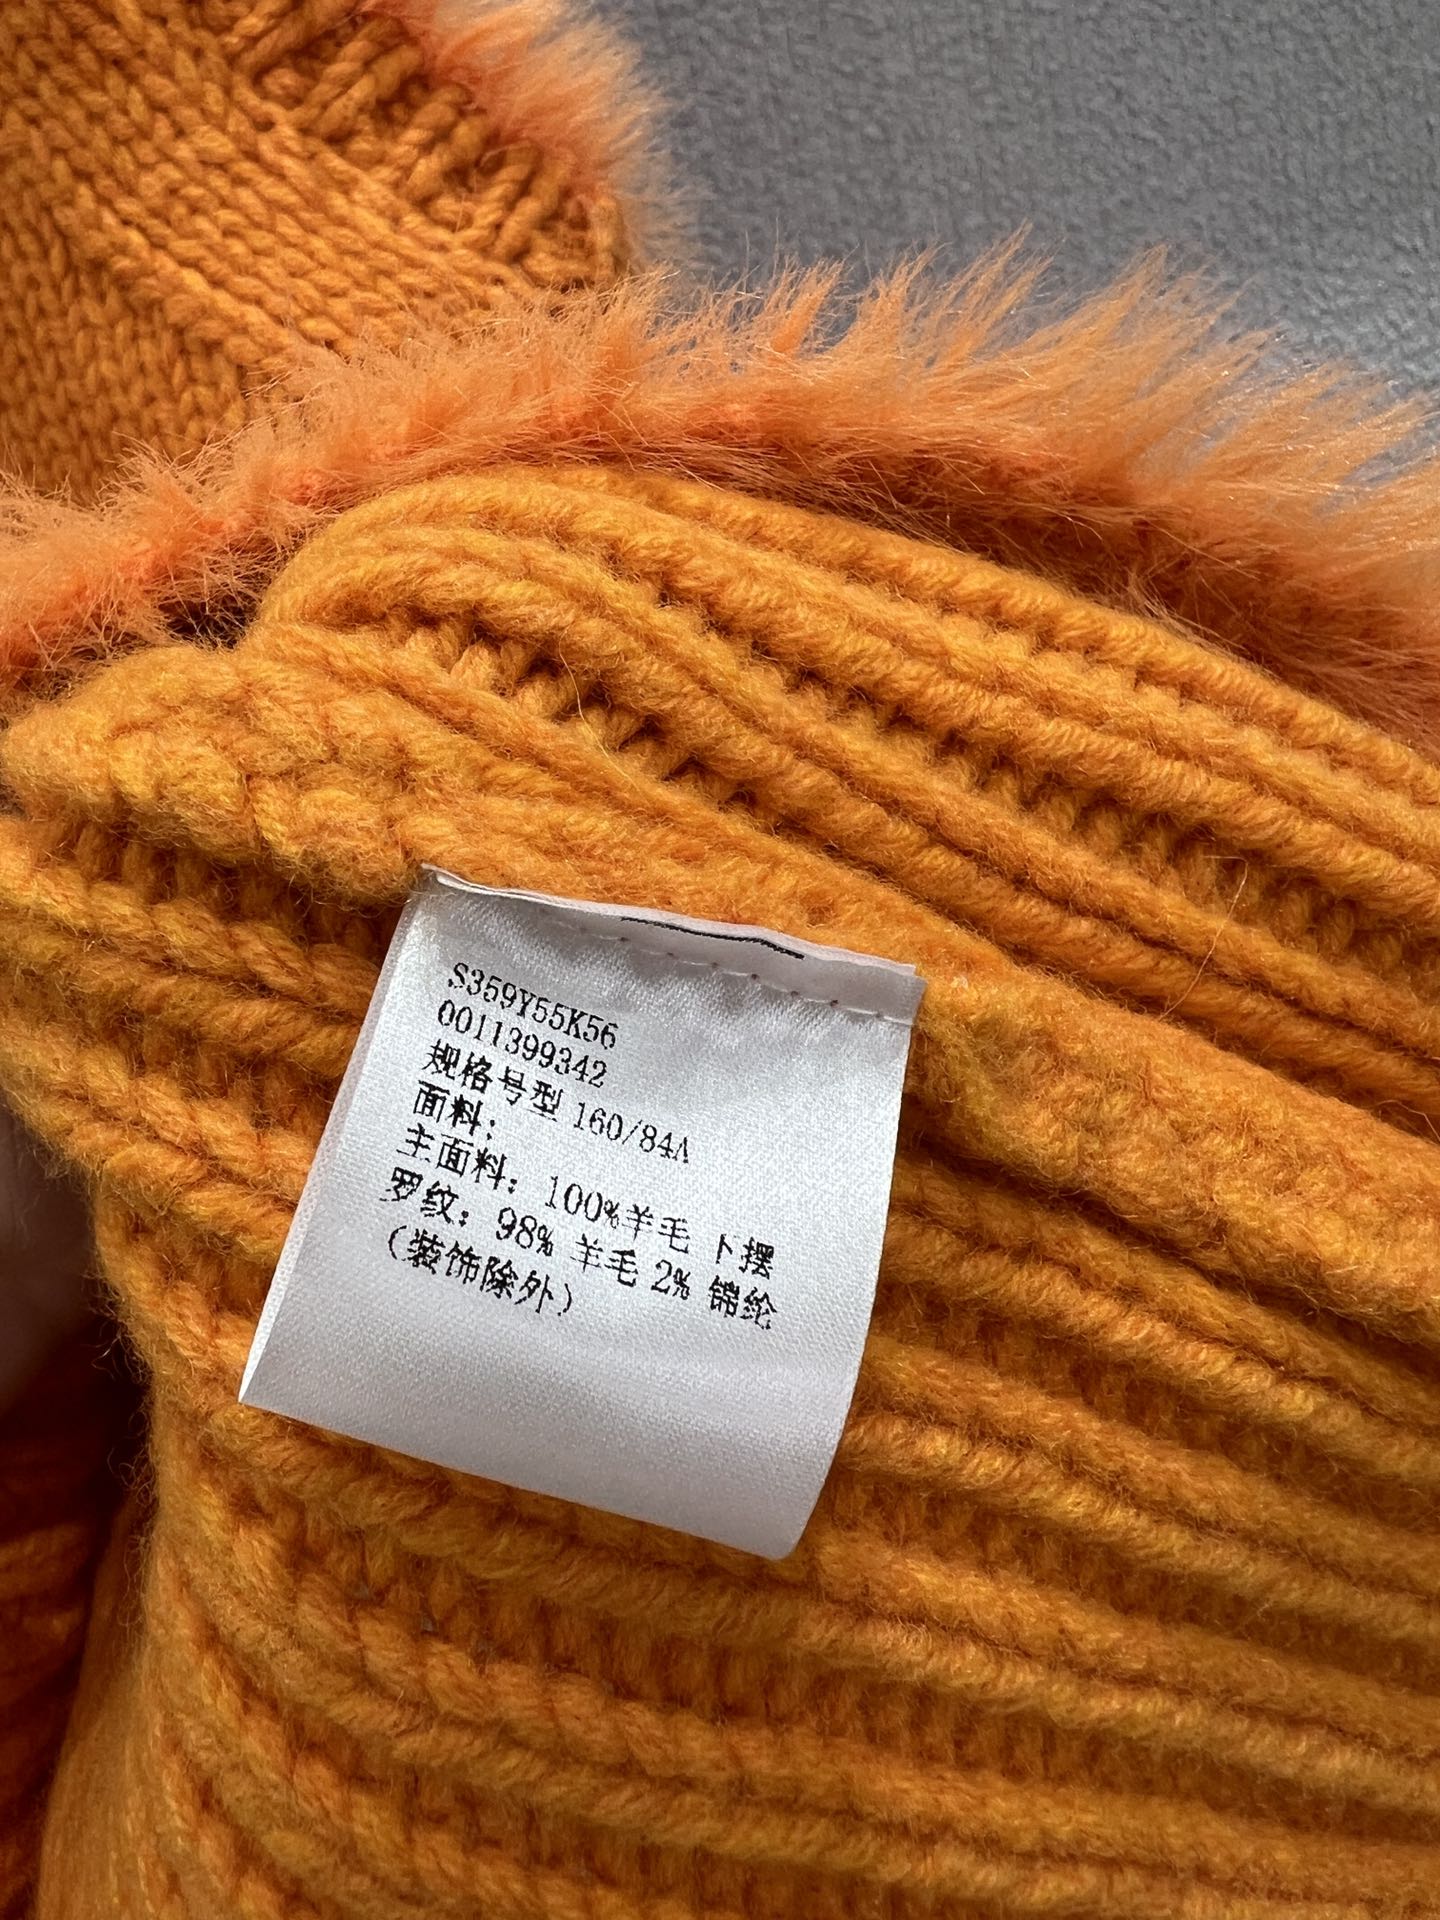 S359Y55K56
0011399342
规格号型 160/84A
面料:
主面料: 100%羊毛 下摆
罗纹: 98% 羊毛 2% 锦纶
(装饰除外)